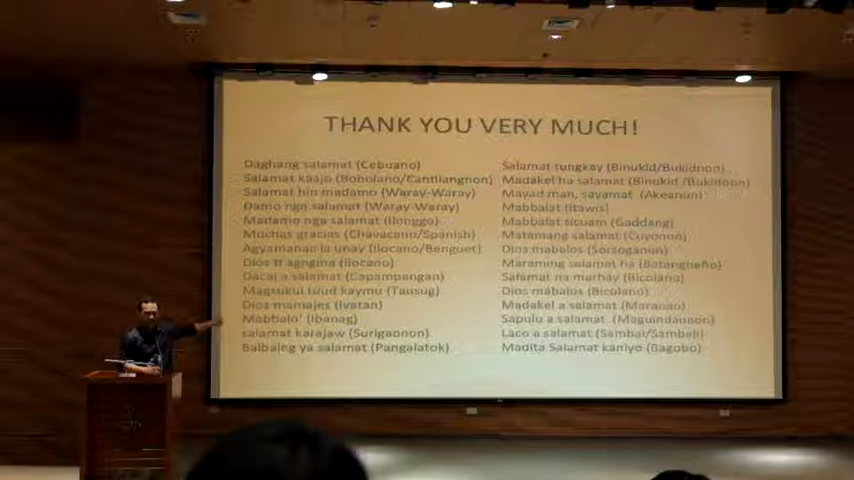 THANK YOU VERY MUCH!
Daghang salamat (Cebuano)
Salamat kaajo (Boholano/Cantilangnon)
Salamat hin madamo (Waray-Waray)
Damo nga salamat (Waray-Waray)
Madamo nga salamat (Ilonggo)
Muchas gracias (Chavacano/Spanish)
Agyamanac la unay (Ilocano/Benguet)
Dios ti agngina (Ilocano)
Dacal a salamat (Capampangan)
Magsukul tuud kaymu (Tausug)
Dios mamajes (Ivatan)
Mabbalo' (Ibanag)
salamat karajaw (Surigaonon)
Balbaleg ya salamat (Pangalatok)
Salamat tungkay (Binukid/Bukidnon)
Madakel ha salamat (Binukid /Bukidnon)
Mayad man, sayamat (Akeanon)
Mabbalat (Itawis)
Mabbalat sicuam (Gaddang)
Matamang salamat (Cuyonon)
Dios mabalos (Sorsoganon)
Maraming salamat ha (Batangueño)
Salamat na marhay (Bicolano)
Dios mabalos (Bicolano)
Madakel a salamat (Maranao)
Sapulu a salamat (Maguindanaon)
Laco a salamat (Sambal/Sambali)
Madita Salamat kaniyo (Bagobo)